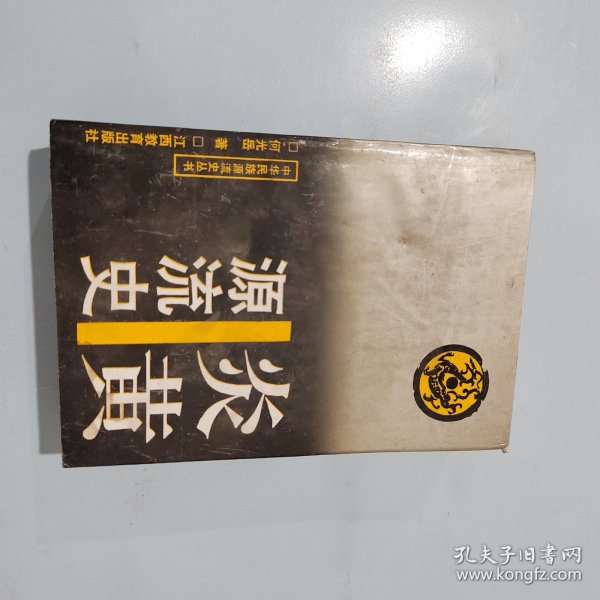 炎黄
源流史
中华民族源流史丛书
□何光岳 著 □江西教育出版社
孔夫子旧书网
www.kongfz.com